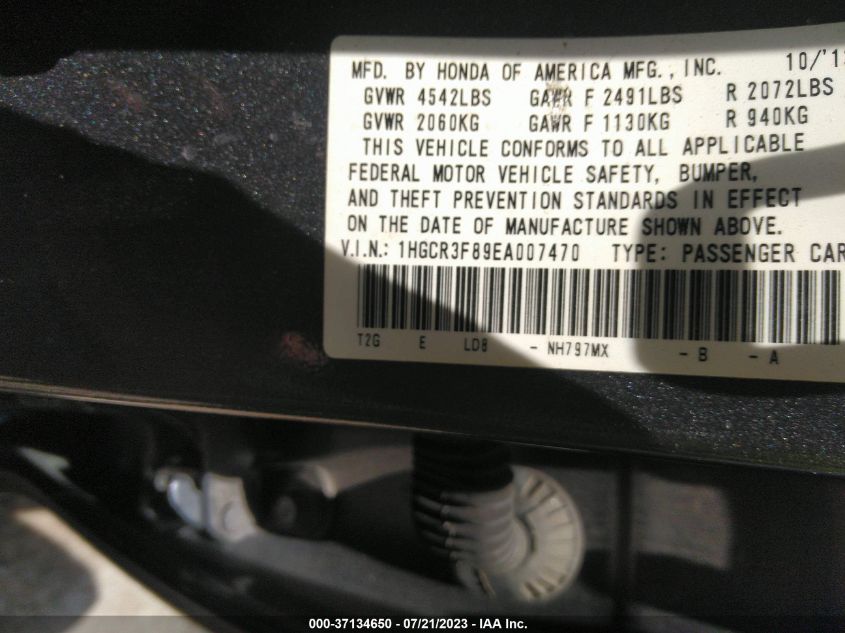 MFD. BY HONDA OF AMERICA MFG., INC. 10/'1
GVWR 4542LBS GAWR F 2491LBS R 2072LBS
GVWR 2060KG GAWR F 1130KG R 940KG
THIS VEHICLE CONFORMS TO ALL APPLICABLE
FEDERAL MOTOR VEHICLE SAFETY, BUMPER,
AND THEFT PREVENTION STANDARDS IN EFFECT
ON THE DATE OF MANUFACTURE SHOWN ABOVE.
V.I.N.: 1HGCR3F89EA007470 TYPE: PASSENGER CAR
T2G E LD8 - NH797MX - B - A
000-37134650 / 07/21/2023 - IAA Inc.